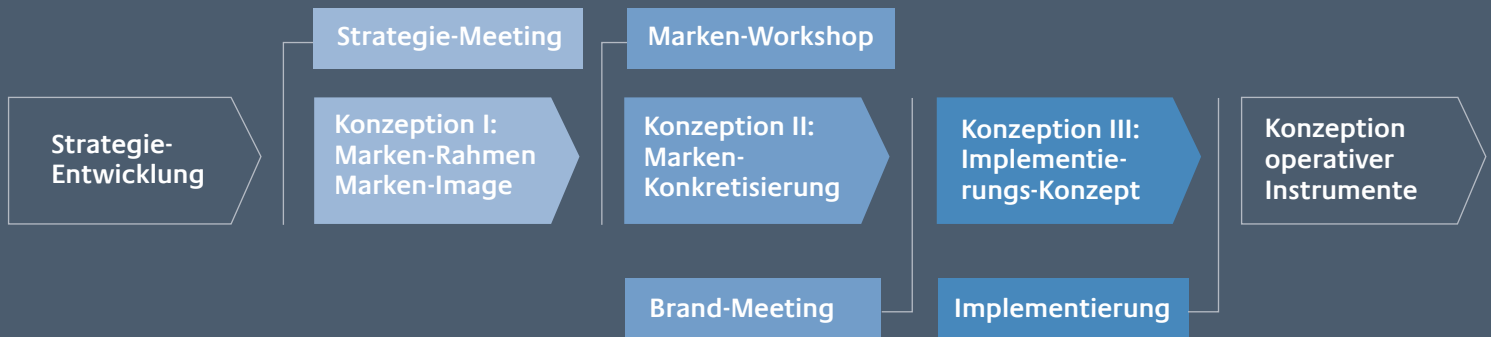 Strategie-Meeting
Marken-Workshop
Strategie-
Entwicklung
Konzeption I:
Marken-Rahmen
Marken-Image
Konzeption II:
Marken-
Konkretisierung
Konzeption III:
Implementie-
rungs-Konzept
Konzeption
operativer
Instrumente
Brand-Meeting
Implementierung